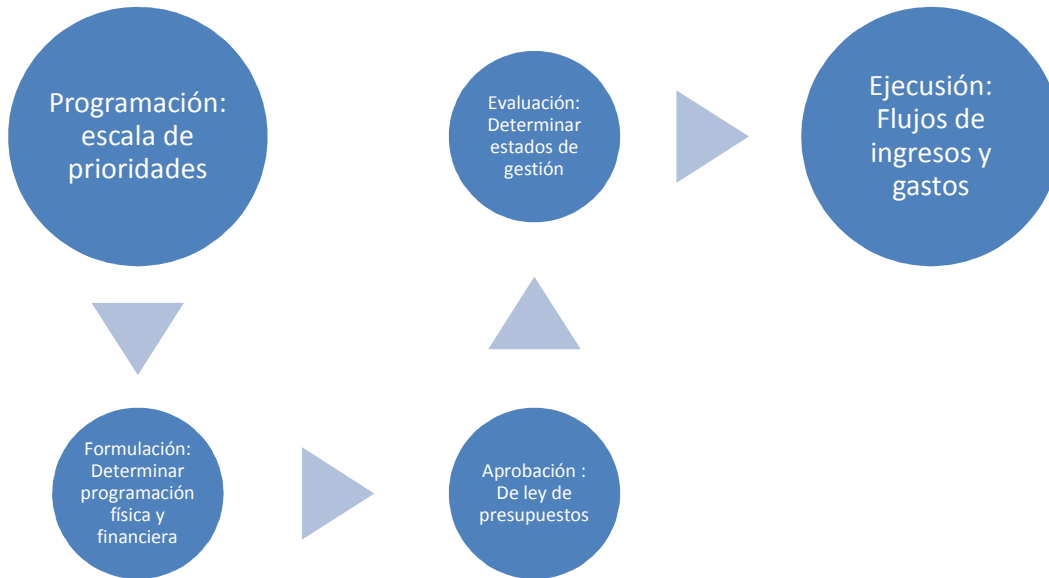 Programación:
escala de
prioridades
Formulación:
Determinar
programación
física y
financiera
Aprobación :
De ley de
presupuestos
Evaluación:
Determinar
estados de
gestión
Ejecusión:
Flujos de
ingresos y
gastos